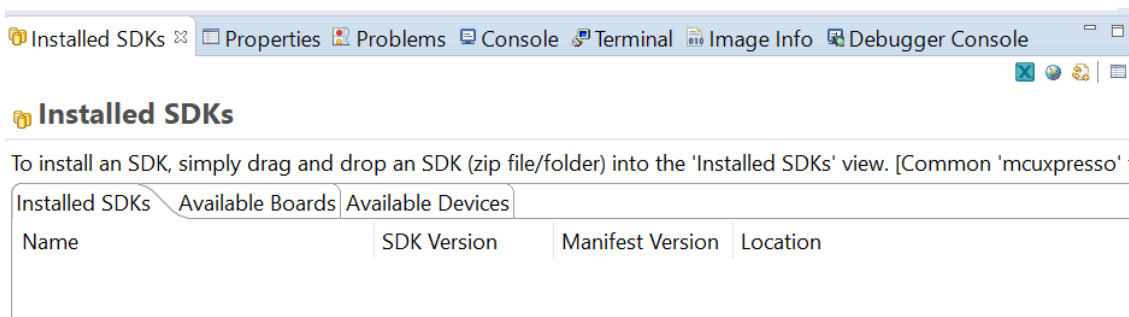 Installed SDKs Properties Problems Console Terminal Image Info Debugger Console
Installed SDKs
To install an SDK, simply drag and drop an SDK (zip file/folder) into the 'Installed SDKs' view. [Common 'mcuxpresso'
Installed SDKs Available Boards Available Devices
Name SDK Version Manifest Version Location